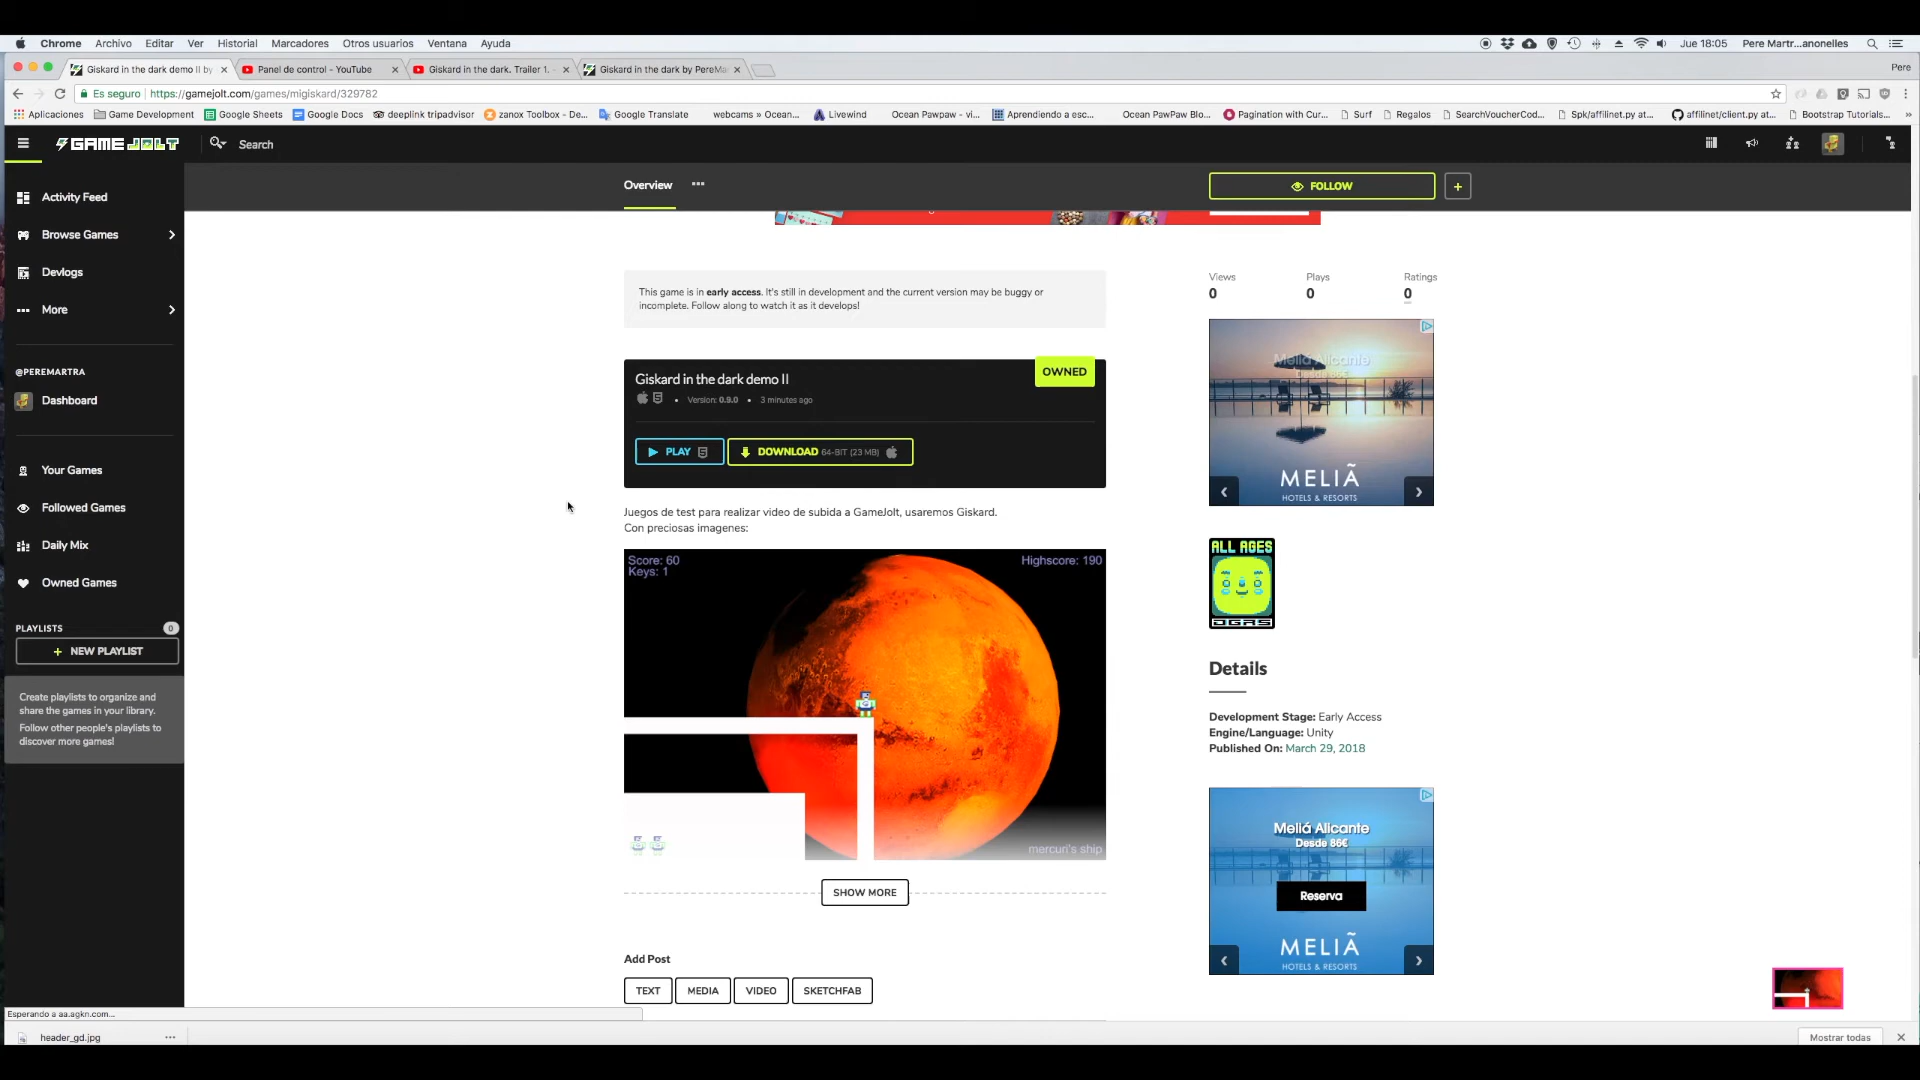 Chrome Archivo Editar Ver Historial Marcadores Otros usuarios Ventana Ayuda Jue 18:05 Pere Martr...anonelles
Giskard in the dark demo II by Panel de control - YouTube Giskard in the dark. Trailer 1. - Giskard in the dark by PereMa Pere
Es seguro https://gamejolt.com/games/migiskard/329782
Aplicaciones Game Development Google Sheets Google Docs deeplink tripadvisor zanox Toolbox - De... Google Translate webcams » Ocean... Livewind Ocean Pawpaw - vi... Aprendiendo a esc... Ocean PawPaw Blo... Pagination with Cur... Surf Regalos SearchVoucherCod... Spk/affilinet.py at... affilinet/client.py at... Bootstrap Tutorials... »
GAME JOLT Search
Overview FOLLOW +
Activity Feed
Browse Games
Devlogs
More
@PEREMARTRA
Dashboard
Your Games
Followed Games
Daily Mix
Owned Games
PLAYLISTS 0
+ NEW PLAYLIST
Create playlists to organize and
share the games in your library.
Follow other people's playlists to
discover more games!
This game is in early access. It's still in development and the current version may be buggy or
incomplete. Follow along to watch it as it develops!
Giskard in the dark demo II OWNED
• Version: 0.9.0 • 3 minutes ago
PLAY DOWNLOAD 64-BIT (23 MB)
Juegos de test para realizar video de subida a GameJolt, usaremos Giskard.
Con preciosas imagenes:
Score: 60 Highscore: 190
Keys: 1
mercuri's ship
SHOW MORE
Add Post
TEXT MEDIA VIDEO SKETCHFAB
Views Plays Ratings
0 0 0
Meliá Alicante
Desde 86€
MELIÃ
HOTELS & RESORTS
ALL AGES
Details
Development Stage: Early Access
Engine/Language: Unity
Published On: March 29, 2018
Meliá Alicante
Desde 86€
Reserva
MELIÃ
HOTELS & RESORTS
Esperando a aa.agkn.com...
header_gd.jpg Mostrar todas